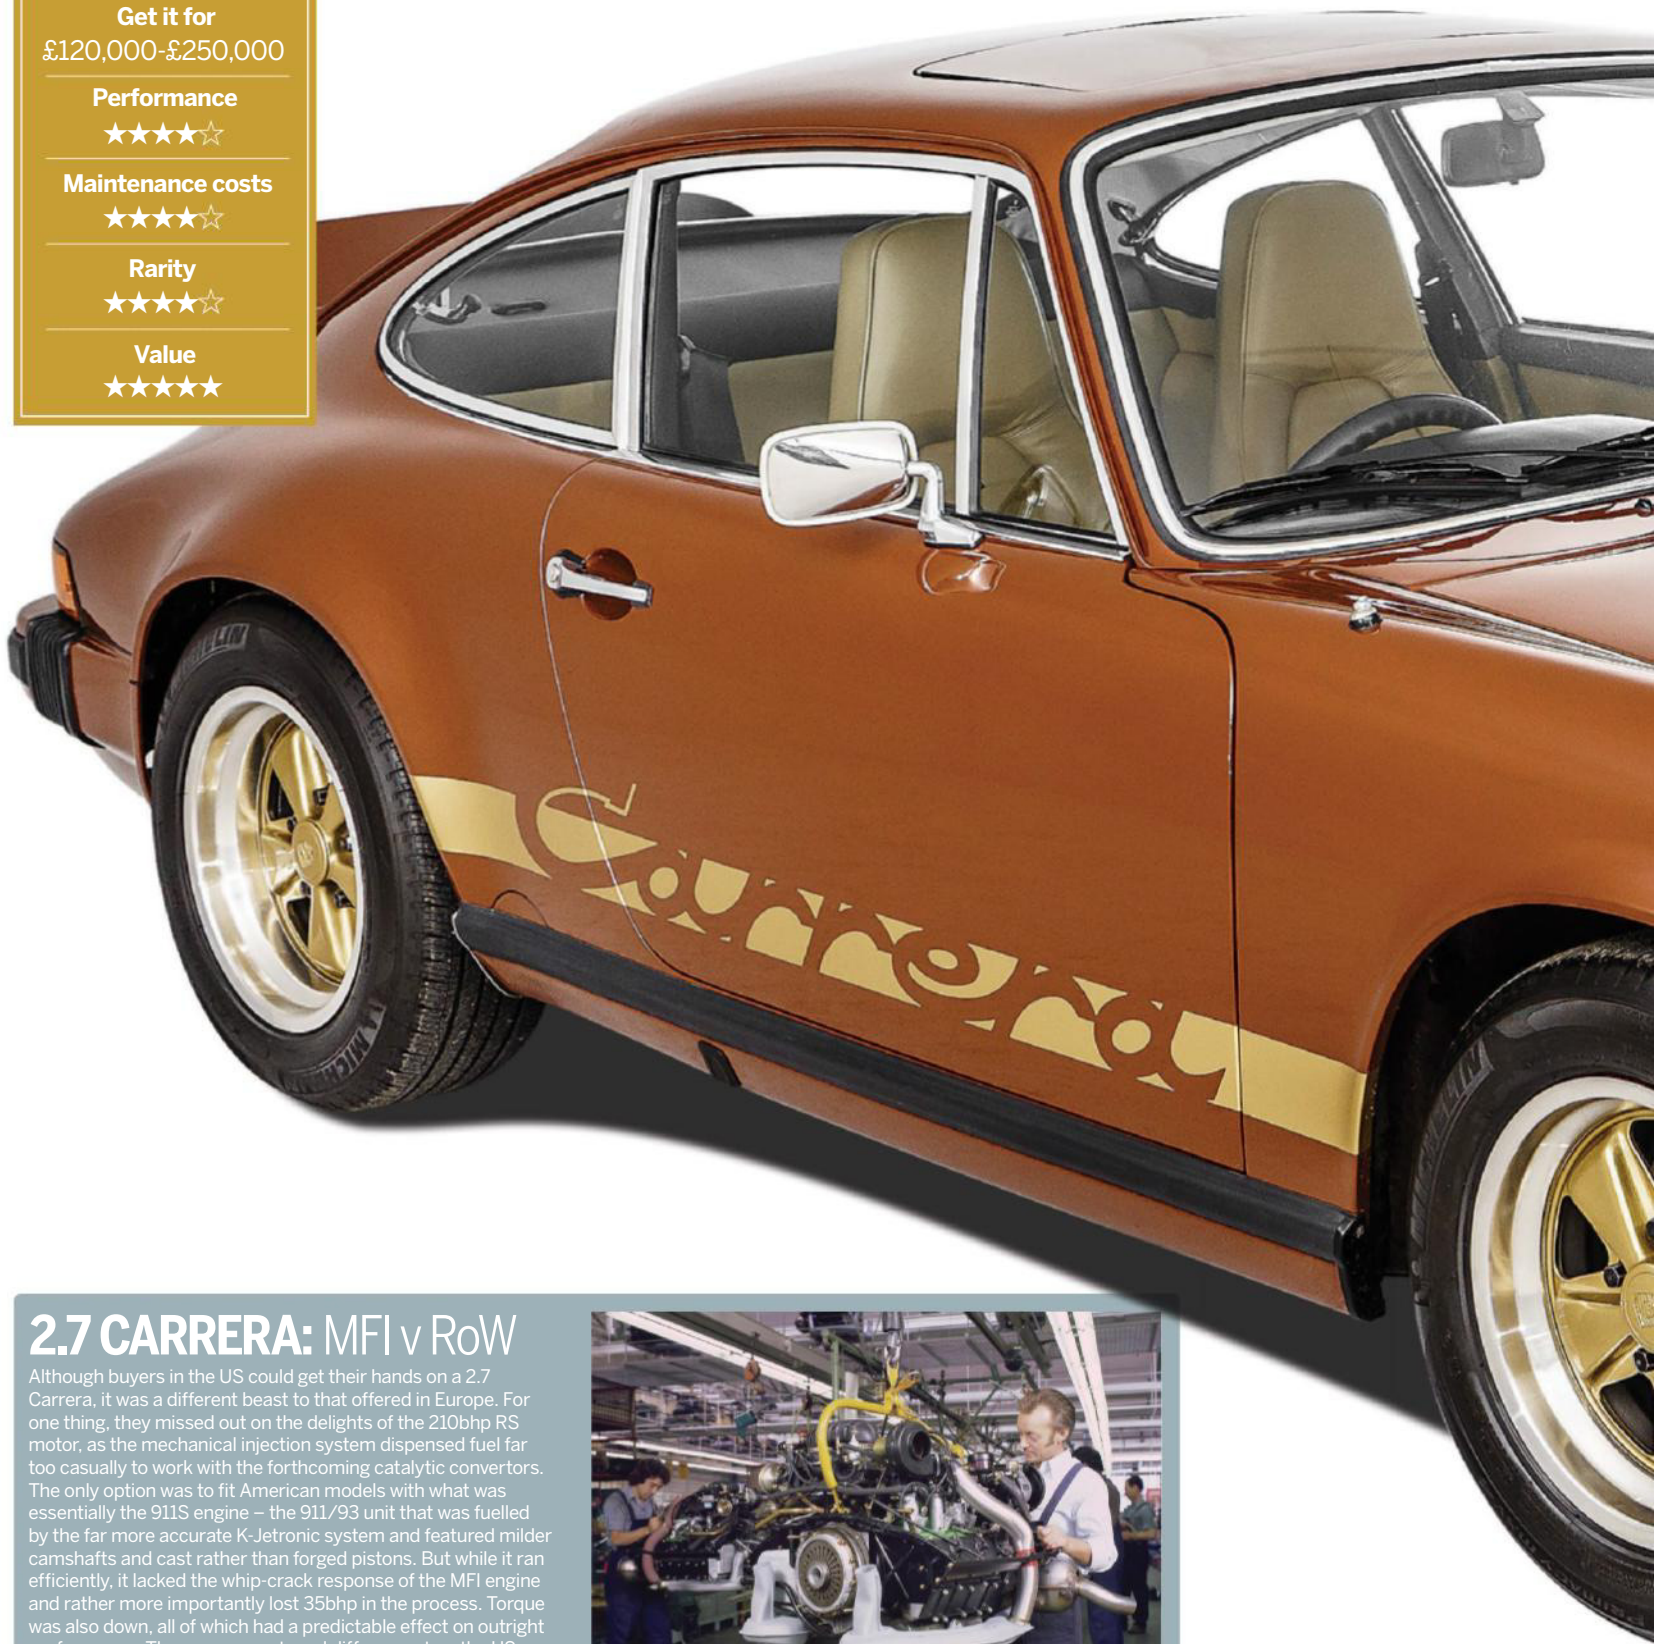 Get it for
£120,000-£250,000
Performance
★★★★☆
Maintenance costs
★★★★☆
Rarity
★★★★☆
Value
★★★★★
Carrera
MICHELIN
2.7 CARRERA: MFI v RoW
Although buyers in the US could get their hands on a 2.7
Carrera, it was a different beast to that offered in Europe. For
one thing, they missed out on the delights of the 210bhp RS
motor, as the mechanical injection system dispensed fuel far
too casually to work with the forthcoming catalytic convertors.
The only option was to fit American models with what was
essentially the 911S engine – the 911/93 unit that was fuelled
by the far more accurate K-Jetronic system and featured milder
camshafts and cast rather than forged pistons. But while it ran
efficiently, it lacked the whip-crack response of the MFI engine
and rather more importantly lost 35bhp in the process. Torque
was also down, all of which had a predictable effect on outright